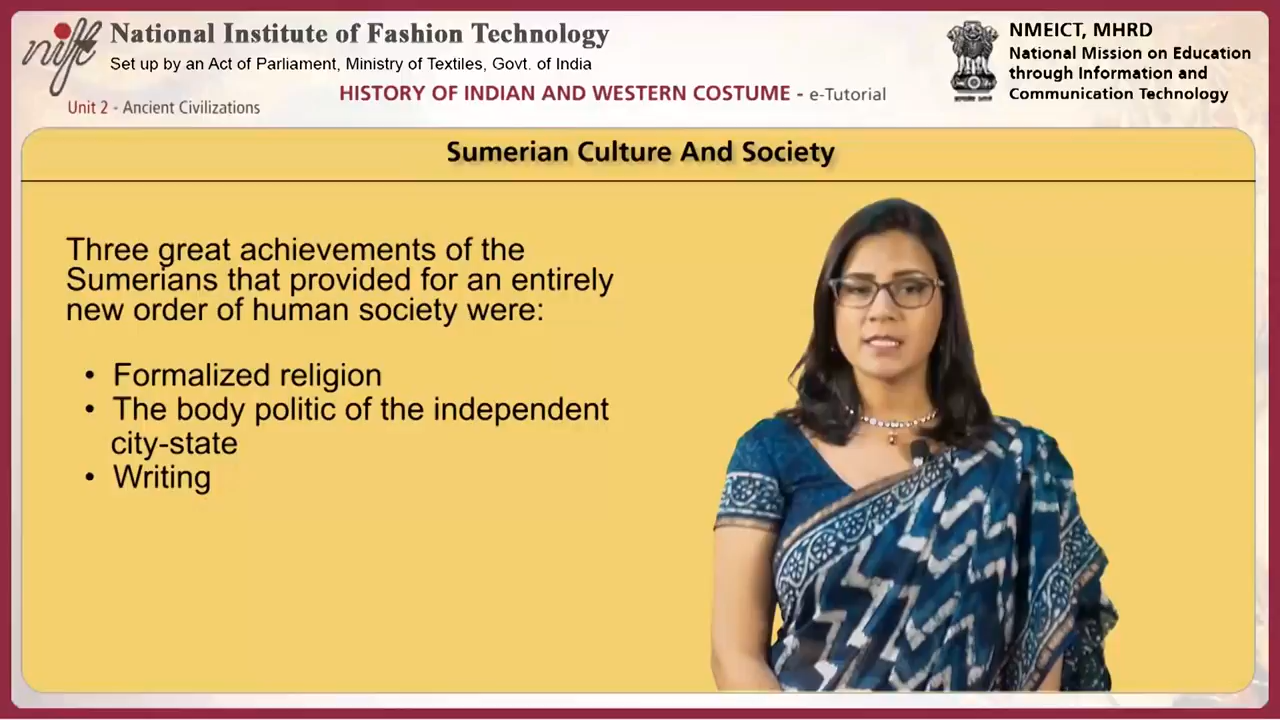 nift
National Institute of Fashion Technology
Set up by an Act of Parliament, Ministry of Textiles, Govt. of India
HISTORY OF INDIAN AND WESTERN COSTUME - e-Tutorial
Unit 2 - Ancient Civilizations
NMEICT, MHRD
National Mission on Education
through Information and
Communication Technology
Sumerian Culture And Society
Three great achievements of the
Sumerians that provided for an entirely
new order of human society were:
• Formalized religion
• The body politic of the independent
city-state
• Writing